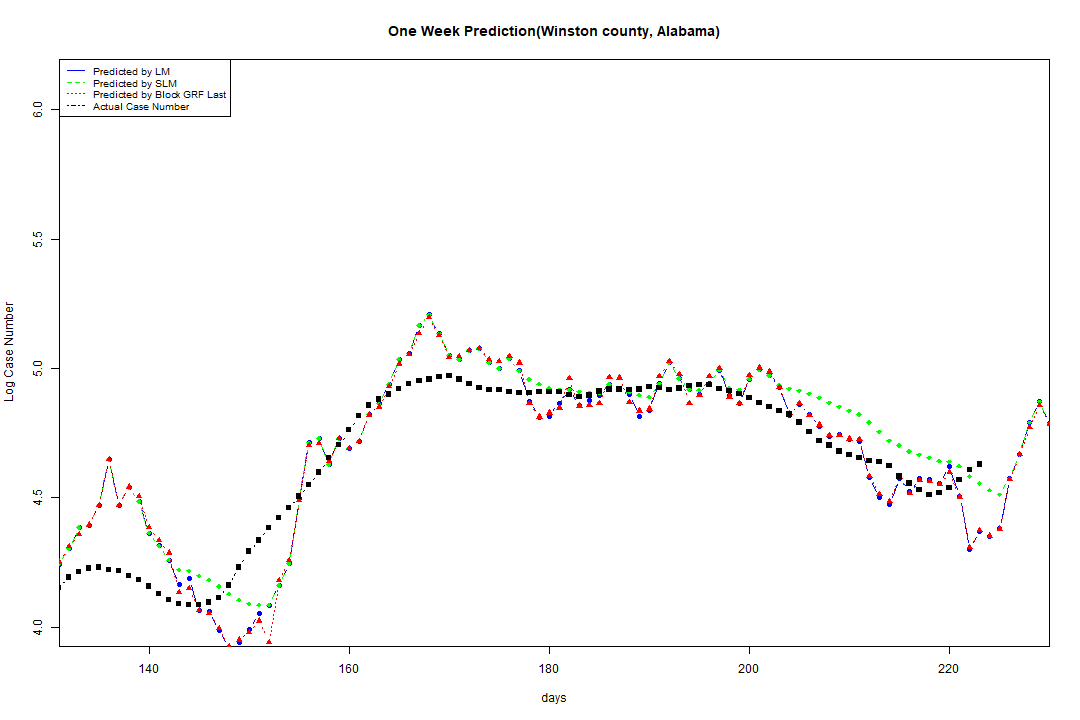 One Week Prediction(Winston county, Alabama)
Predicted by LM
Predicted by SLM
Predicted by Block GRF Last
Actual Case Number
6.0
5.5
5.0
4.5
4.0
Log Case Number
140 160 180 200 220
days